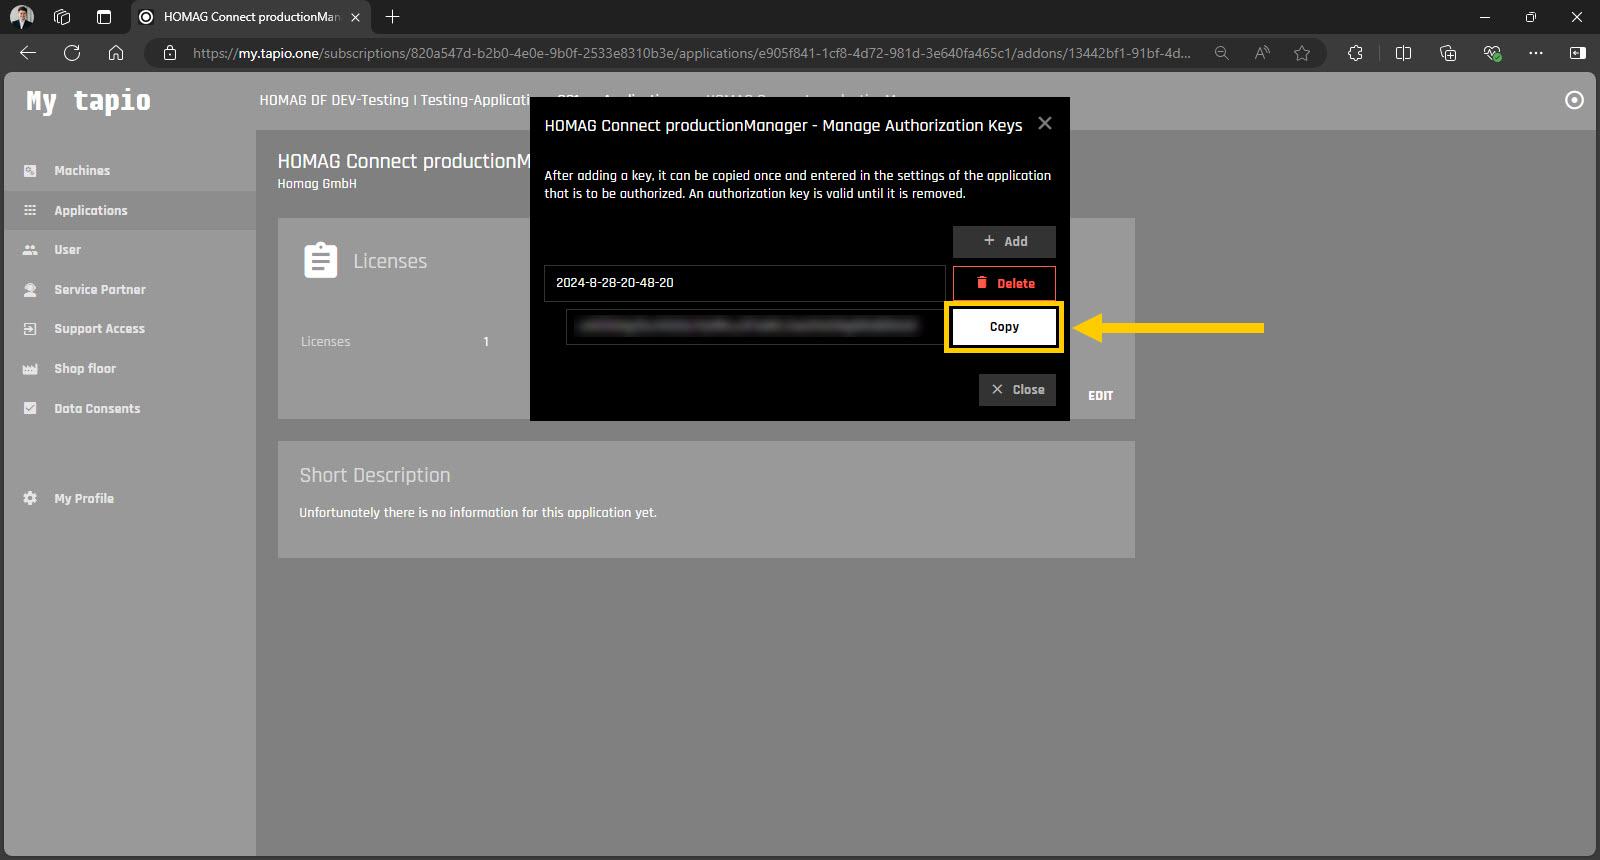 HOMAG Connect productionMan
https://my.tapio.one/subscriptions/820a547d-b2b0-4e0e-9b0f-2533e8310b3e/applications/e905f841-1cf8-4d72-981d-3e640fa465c1/addons/13442bf1-91bf-4d...
My tapio
HOMAG DF DEV-Testing | Testing-Applicati
Machines
Applications
User
Service Partner
Support Access
Shop floor
Data Consents
My Profile
HOMAG Connect productionM
Homag GmbH
Licenses
Licenses 1
EDIT
Short Description
Unfortunately there is no information for this application yet.
HOMAG Connect productionManager - Manage Authorization Keys
After adding a key, it can be copied once and entered in the settings of the application
that is to be authorized. An authorization key is valid until it is removed.
Add
2024-8-28-20-48-20
Delete
Copy
Close